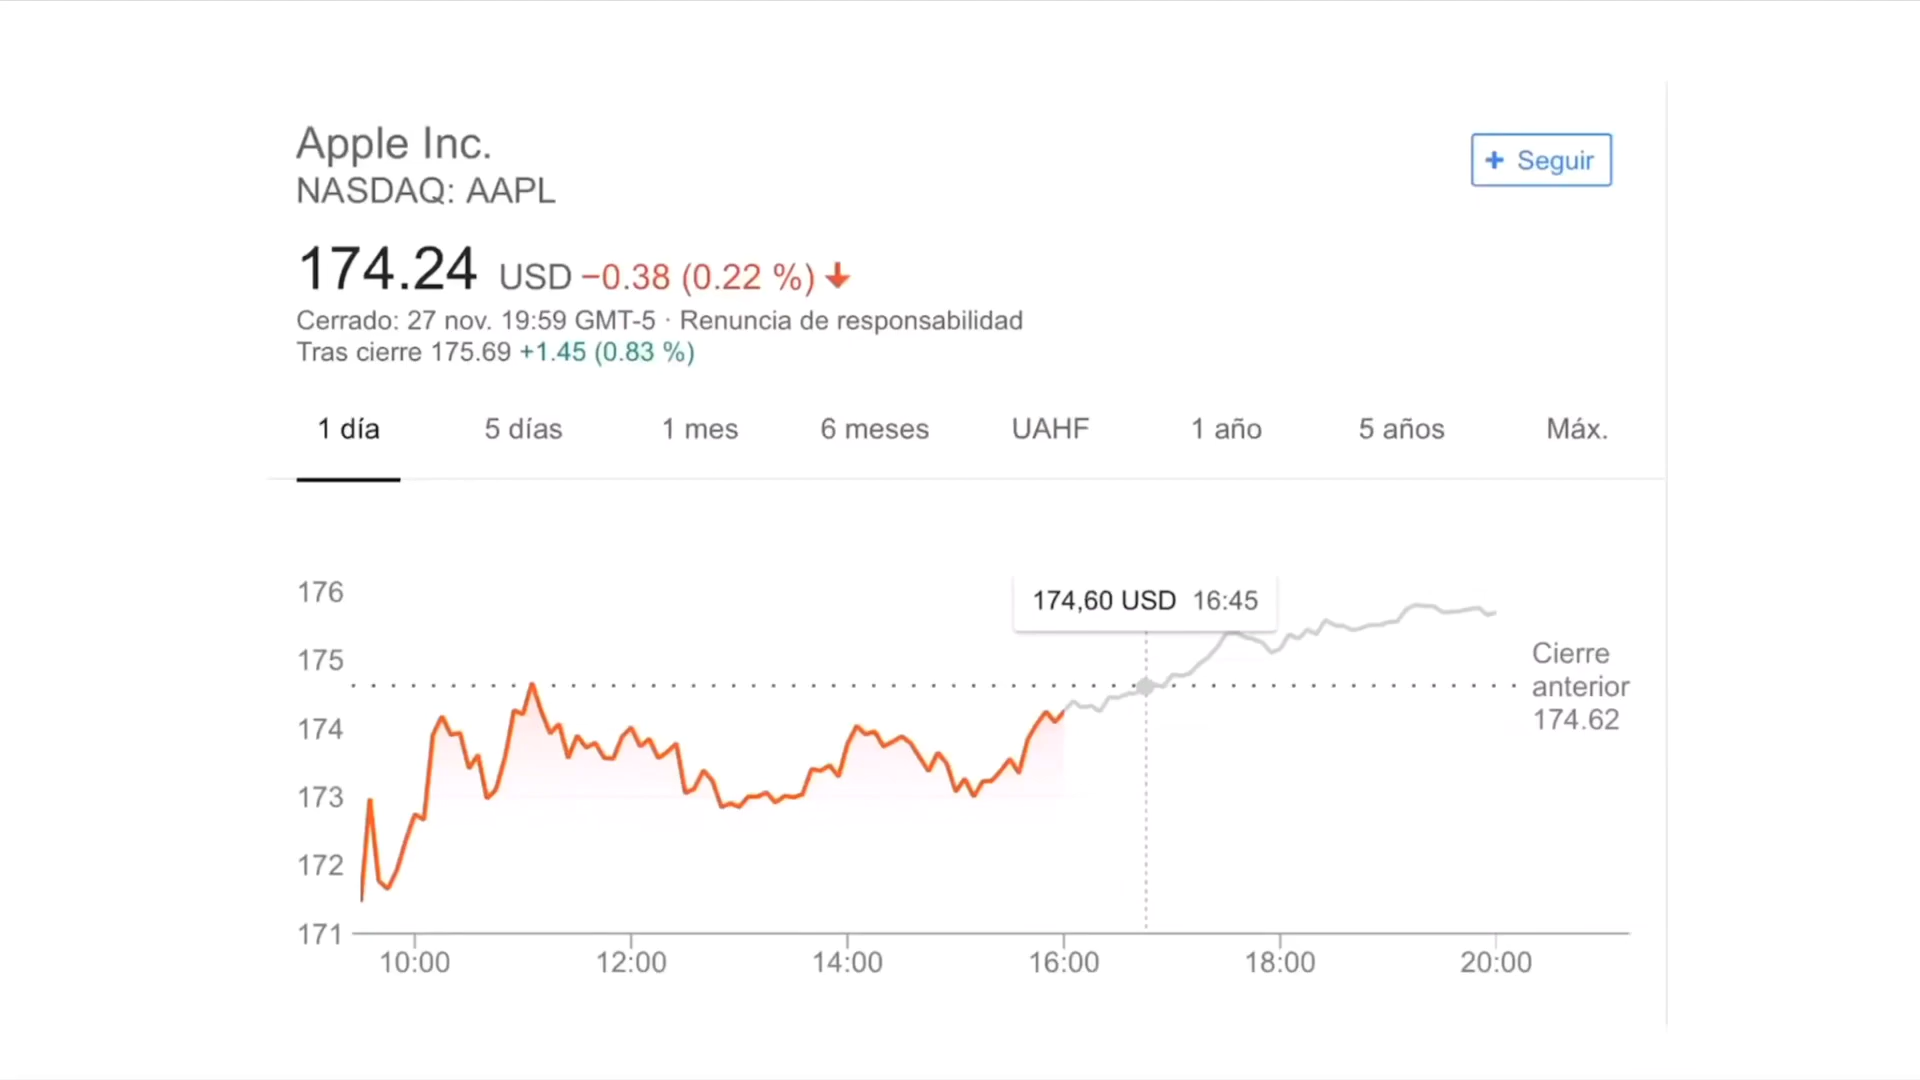 Apple Inc.
+ Seguir
NASDAQ: AAPL
174.24 USD −0.38 (0.22 %)
Cerrado: 27 nov. 19:59 GMT-5 · Renuncia de responsabilidad
Tras cierre 175.69 +1.45 (0.83 %)
1 día 5 días 1 mes 6 meses UAHF 1 año 5 años Máx.
174,60 USD 16:45
176
175
174
173
172
171
Cierre
anterior
174.62
10:00 12:00 14:00 16:00 18:00 20:00